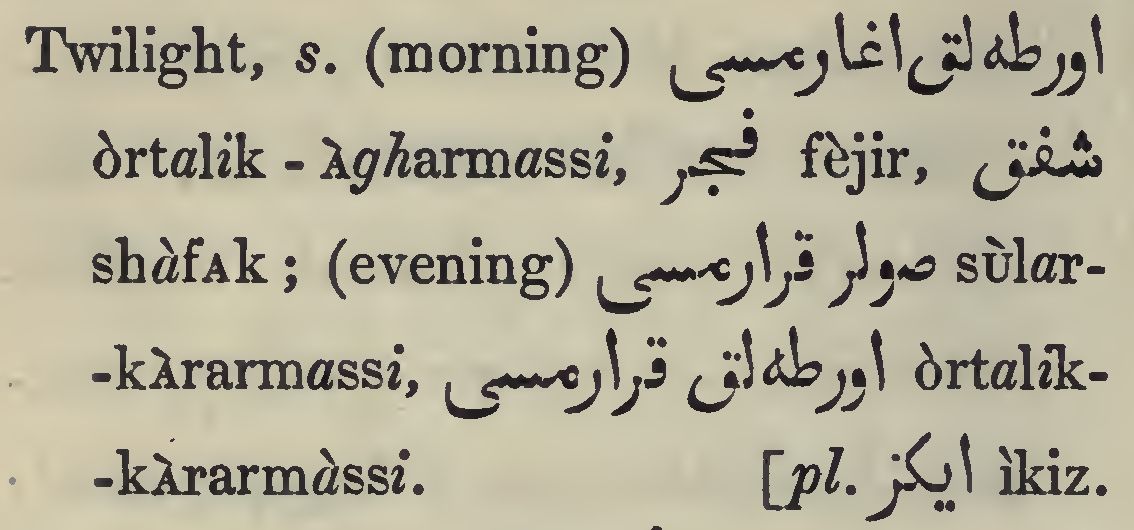 Twilight, s. (morning) اورطه لق اغارمسی
òrtalik - Àgharmassi, فجر fèjir, شفق
shàfAk ; (evening) صولر قرارمسی sùlar-
-kÀrarmassi, اورطه لق قرارمسی òrtalik-
-kÀrarmàssi. [pl. ایکز ìkiz.